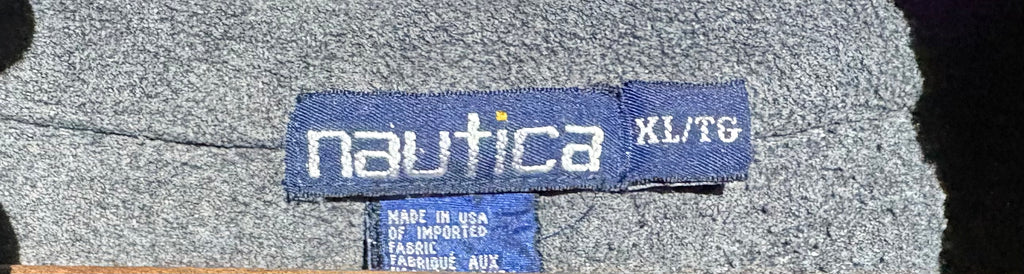 nautica
XL/TG
MADE IN USA
OF IMPORTED
FABRIC
FABRIQUÉ AUX